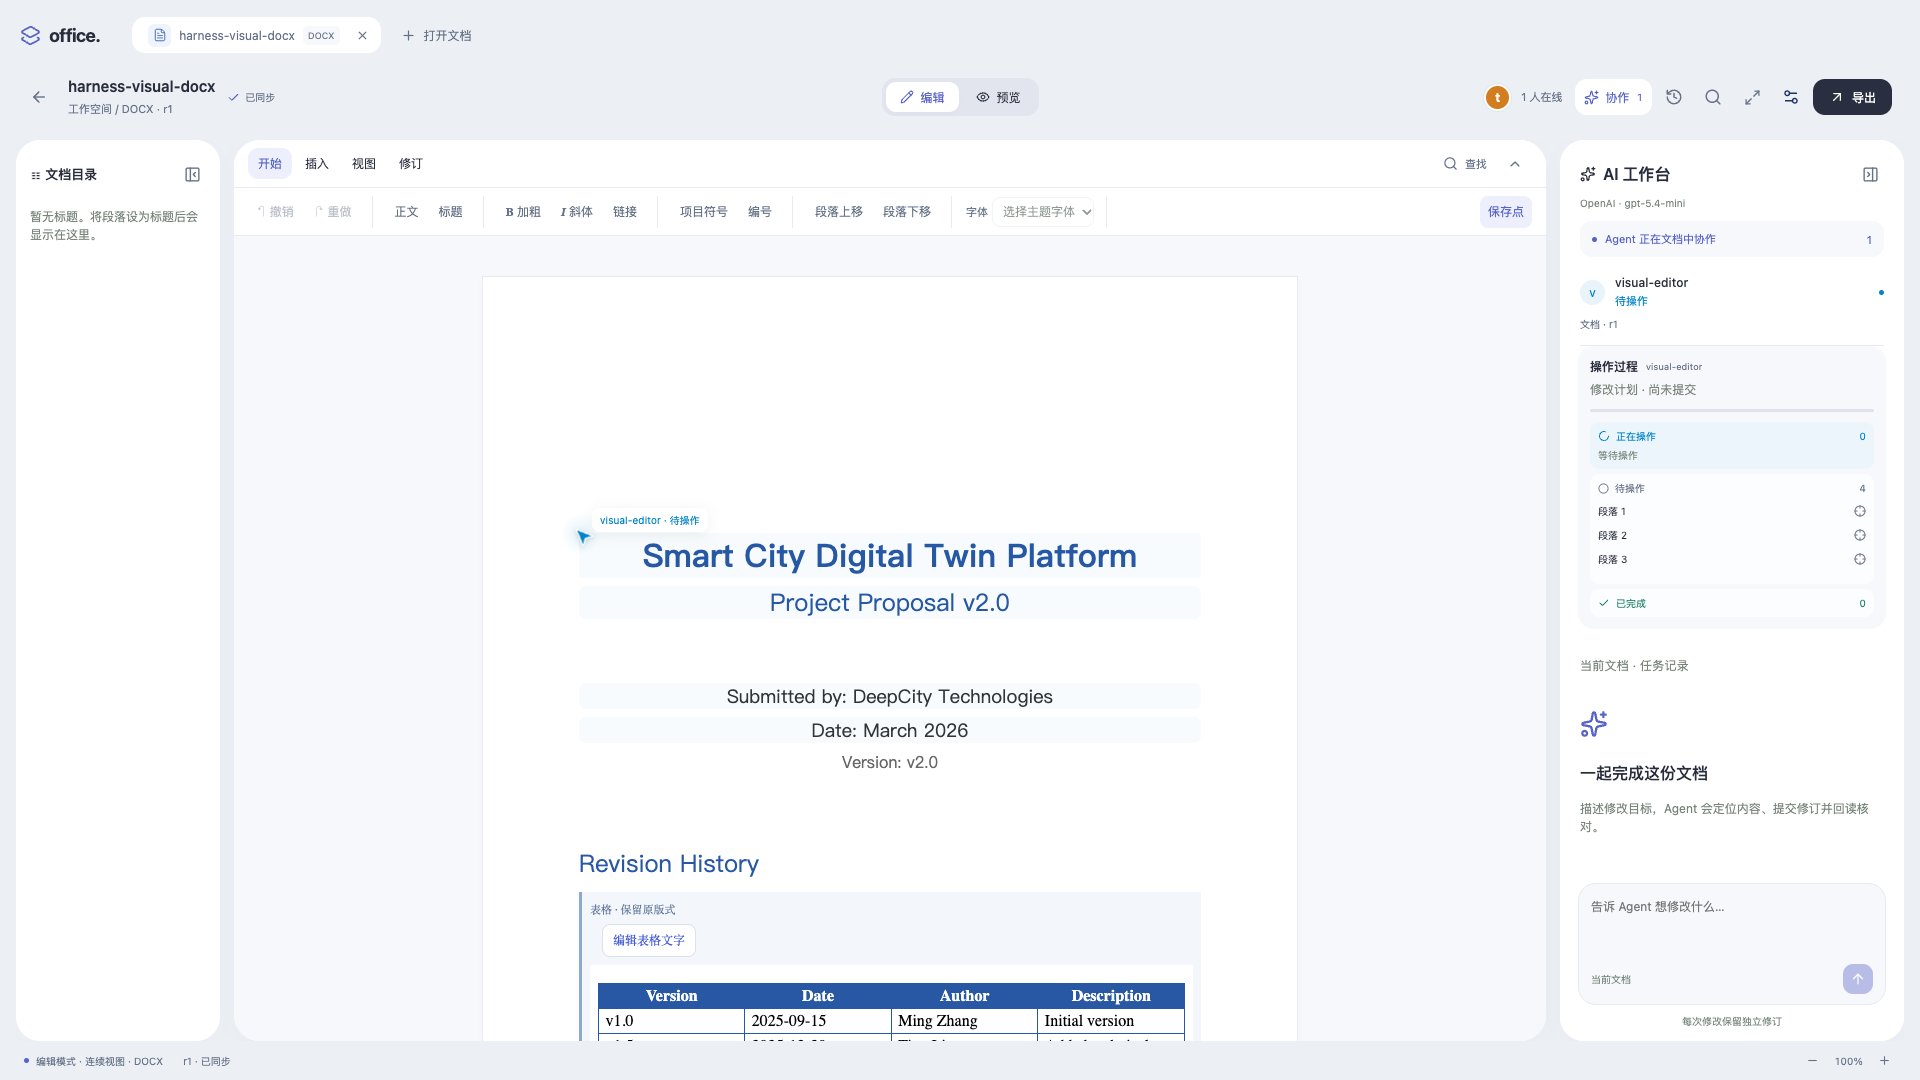 office.
harness-visual-docx DOCX
打开文档
harness-visual-docx
工作空间 / DOCX · r1
已同步
编辑
预览
t
1 人在线
协作 1
导出
文档目录
暂无标题。将段落设为标题后会
显示在这里。
开始 插入 视图 修订
查找
撤销 重做 正文 标题 B 加粗 I 斜体 链接 项目符号 编号 段落上移 段落下移 字体 选择主题字体
保存点
visual-editor · 待操作
Smart City Digital Twin Platform
Project Proposal v2.0
Submitted by: DeepCity Technologies
Date: March 2026
Version: v2.0
Revision History
表格 · 保留原版式
编辑表格文字
Version Date Author Description
v1.0 2025-09-15 Ming Zhang Initial version
AI 工作台
OpenAI · gpt-5.4-mini
Agent 正在文档中协作 1
v
visual-editor
待操作
文档 · r1
操作过程 visual-editor
修改计划 · 尚未提交
正在操作 0
等待操作
待操作 4
段落 1
段落 2
段落 3
已完成 0
当前文档 · 任务记录
一起完成这份文档
描述修改目标，Agent 会定位内容、提交修订并回读核
对。
告诉 Agent 想修改什么...
当前文档
每次修改保留独立修订
编辑模式 · 连续视图 · DOCX r1 · 已同步
100%